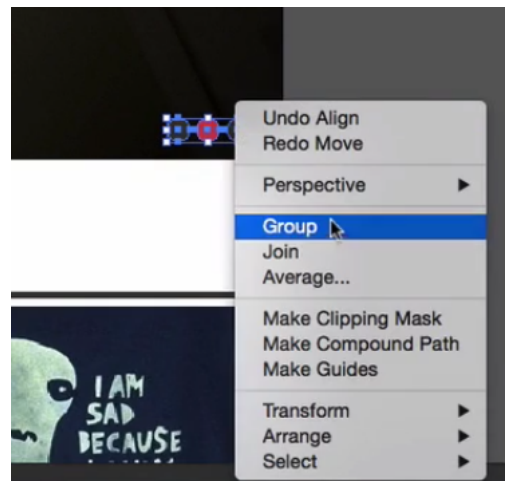 Undo Align
Redo Move
Perspective
Group
Join
Average...
Make Clipping Mask
Make Compound Path
Make Guides
Transform
Arrange
Select
I AM
SAD
BECAUSE